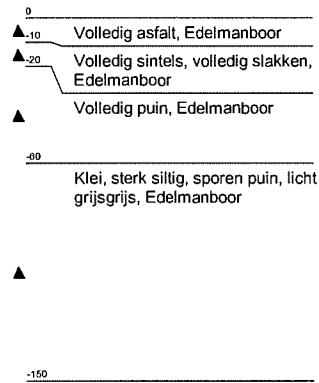 0
Volledig asfalt, Edelmanboor
-10
Volledig sintels, volledig slakken,
-20
Edelmanboor
Volledig puin, Edelmanboor
-60
Klei, sterk siltig, sporen puin, licht
grijsgrijs, Edelmanboor
-150